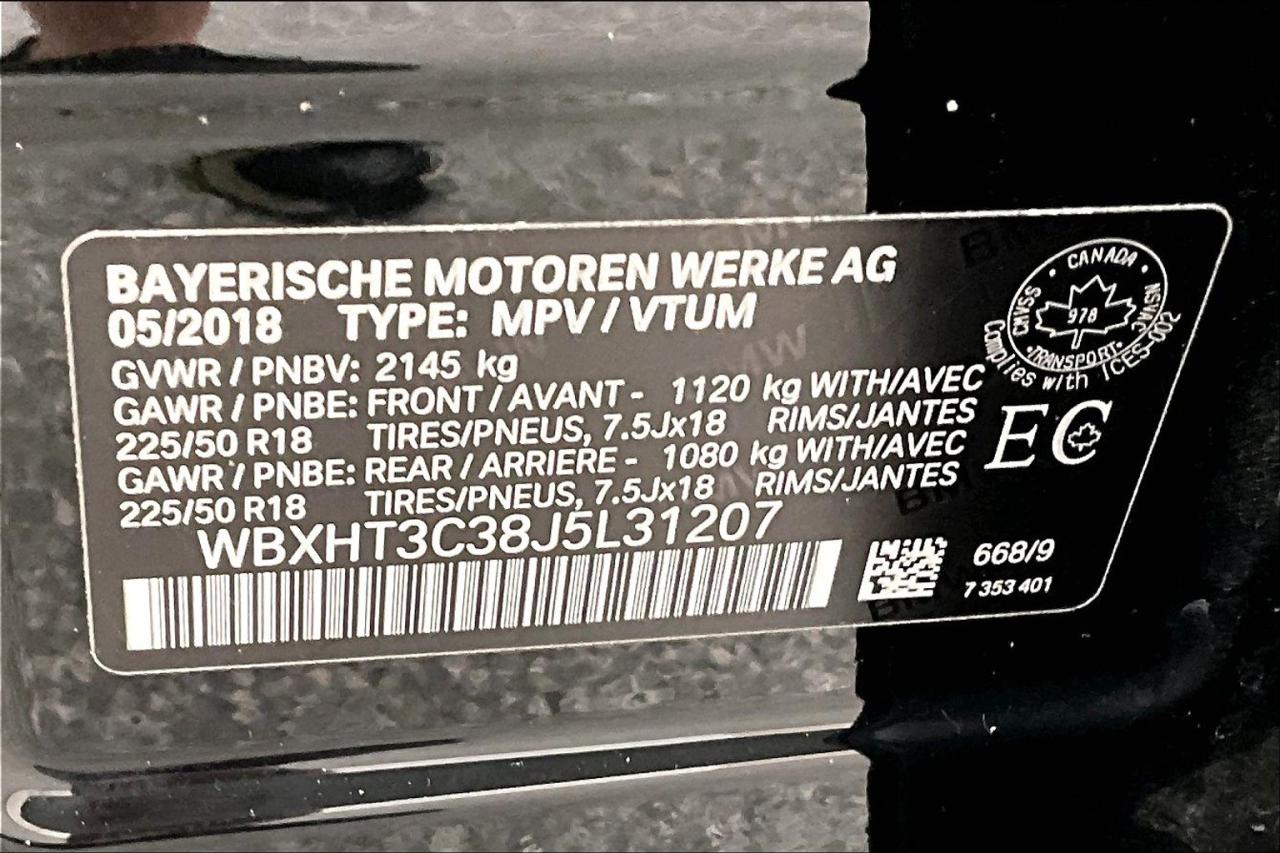 BAYERISCHE MOTOREN WERKE AG
05/2018 TYPE: MPV / VTUM
GVWR / PNBV: 2145 kg
GAWR / PNBE: FRONT / AVANT - 1120 kg WITH/AVEC
225/50 R18 TIRES/PNEUS, 7.5Jx18 RIMS/JANTES
GAWR / PNBE: REAR / ARRIERE - 1080 kg WITH/AVEC
225/50 R18 TIRES/PNEUS, 7.5Jx18 RIMS/JANTES
WBXHT3C38J5L31207
CANADA
CMVSS
978
NSVAC
TRANSPORT
Complies with ICES-002
EC
668/9
7 353 401
BMW
BMW